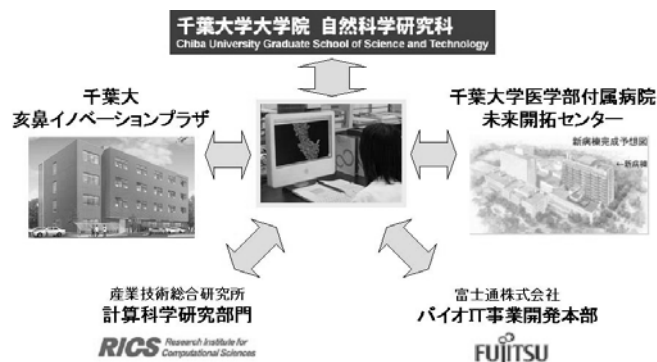 千葉大学大学院 自然科学研究科
Chiba University Graduate School of Science and Technology
千葉大
亥鼻イノベーションプラザ
千葉大学医学部付属病院
未来開拓センター
新病棟完成予想図
←新病棟
産業技術総合研究所
計算科学研究部門
RICS Research Institute for
Computational Sciences
富士通株式会社
バイオIT事業開発本部
FUJITSU